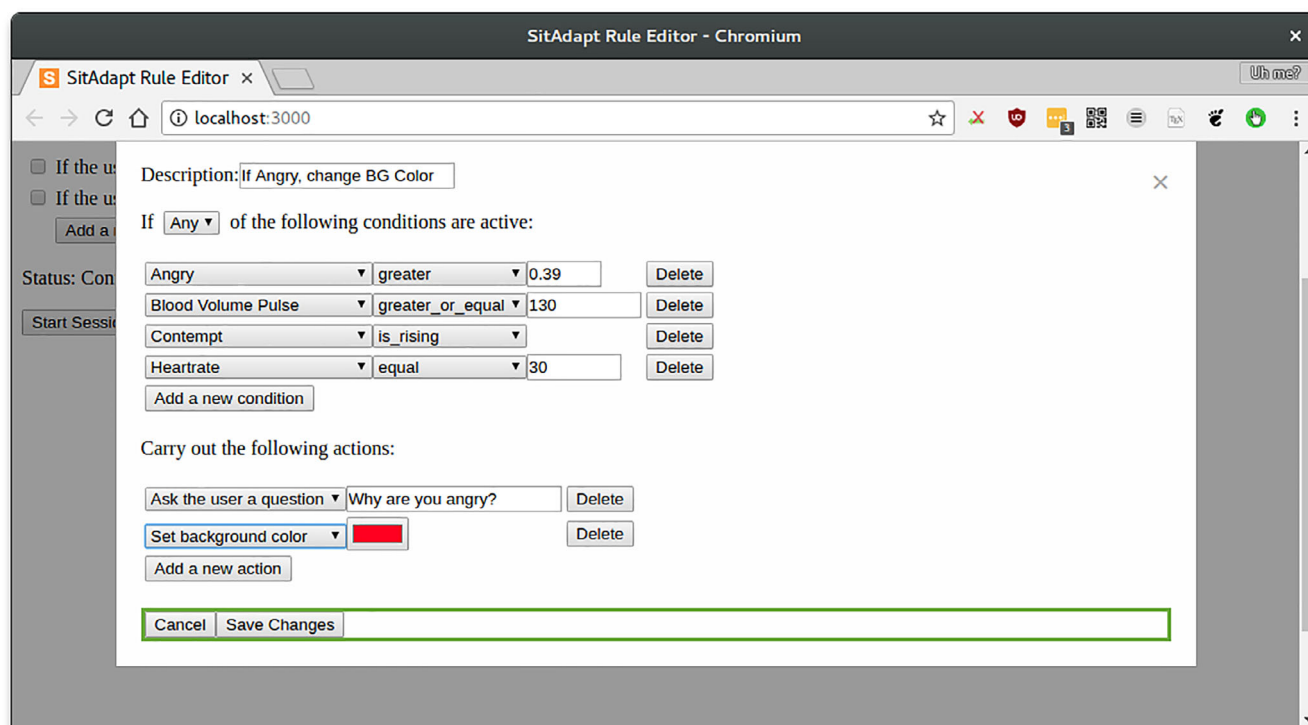 SitAdapt Rule Editor - Chromium
SitAdapt Rule Editor
Uh me?
localhost:3000
3
If the us
Description: If Angry, change BG Color
If the us
Add a
If Any of the following conditions are active:
Status: Con
Angry greater 0.39 Delete
Blood Volume Pulse greater_or_equal 130 Delete
Start Sessi
Contempt is_rising Delete
Heartrate equal 30 Delete
Add a new condition
Carry out the following actions:
Ask the user a question Why are you angry? Delete
Set background color Delete
Add a new action
Cancel Save Changes